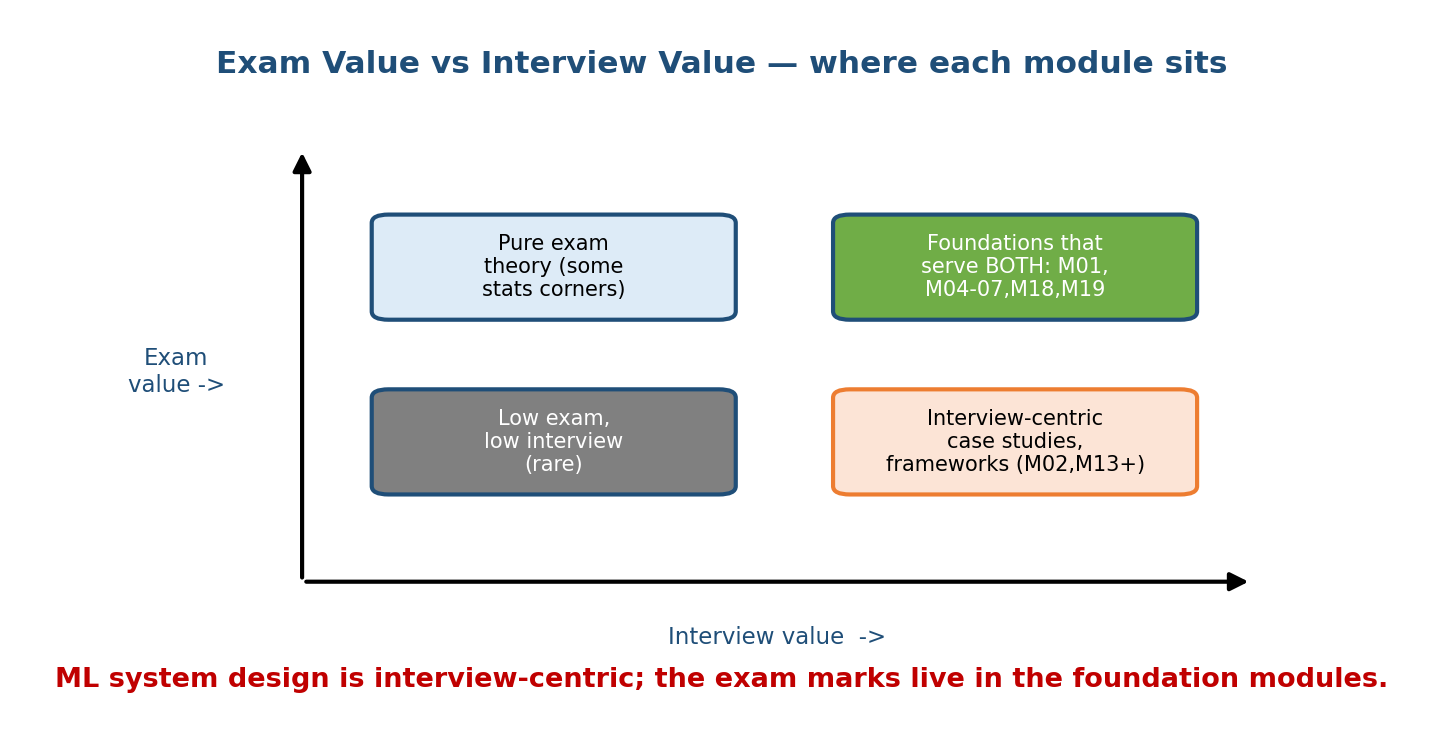 Exam Value vs Interview Value — where each module sits
Pure exam
theory (some
stats corners)
Foundations that
serve BOTH: M01,
M04-07,M18,M19
Exam
value ->
Low exam,
low interview
(rare)
Interview-centric
case studies,
frameworks (M02,M13+)
Interview value  ->
ML system design is interview-centric; the exam marks live in the foundation modules.